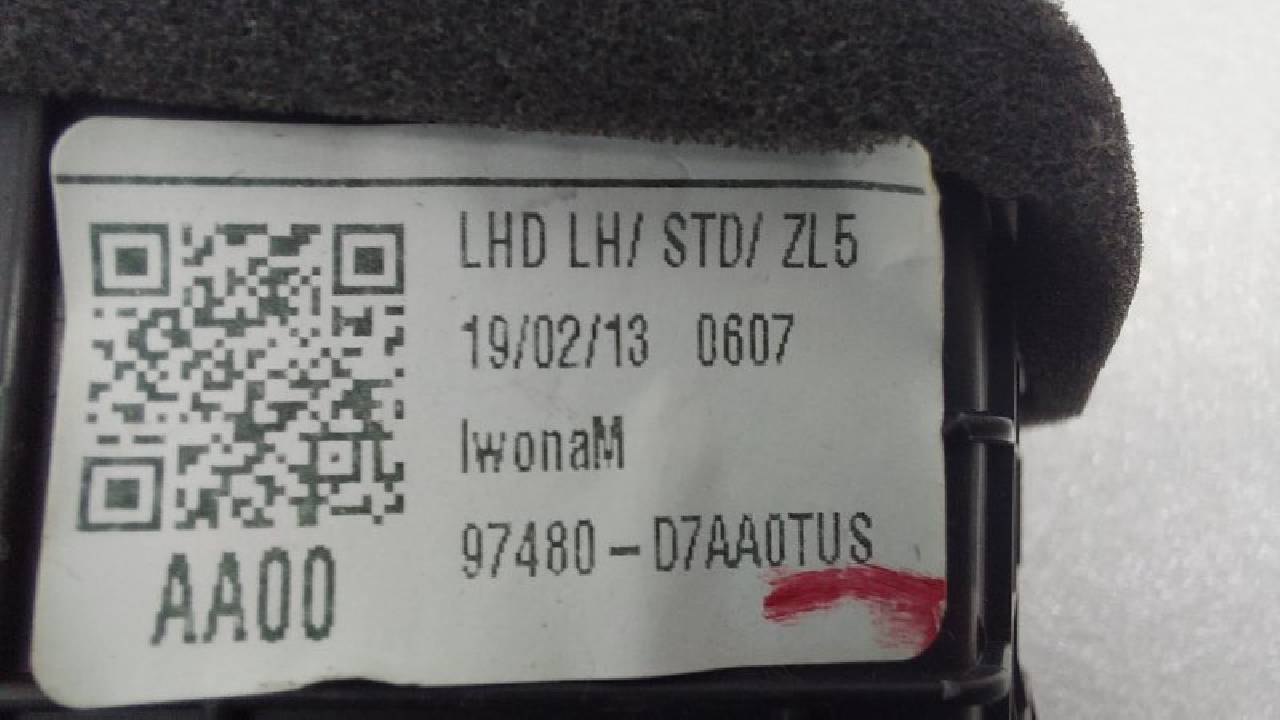 LHD LH/ STD/ ZL5
19/02/13 0607
IwonaM
97480-D7AA0TUS
AA00